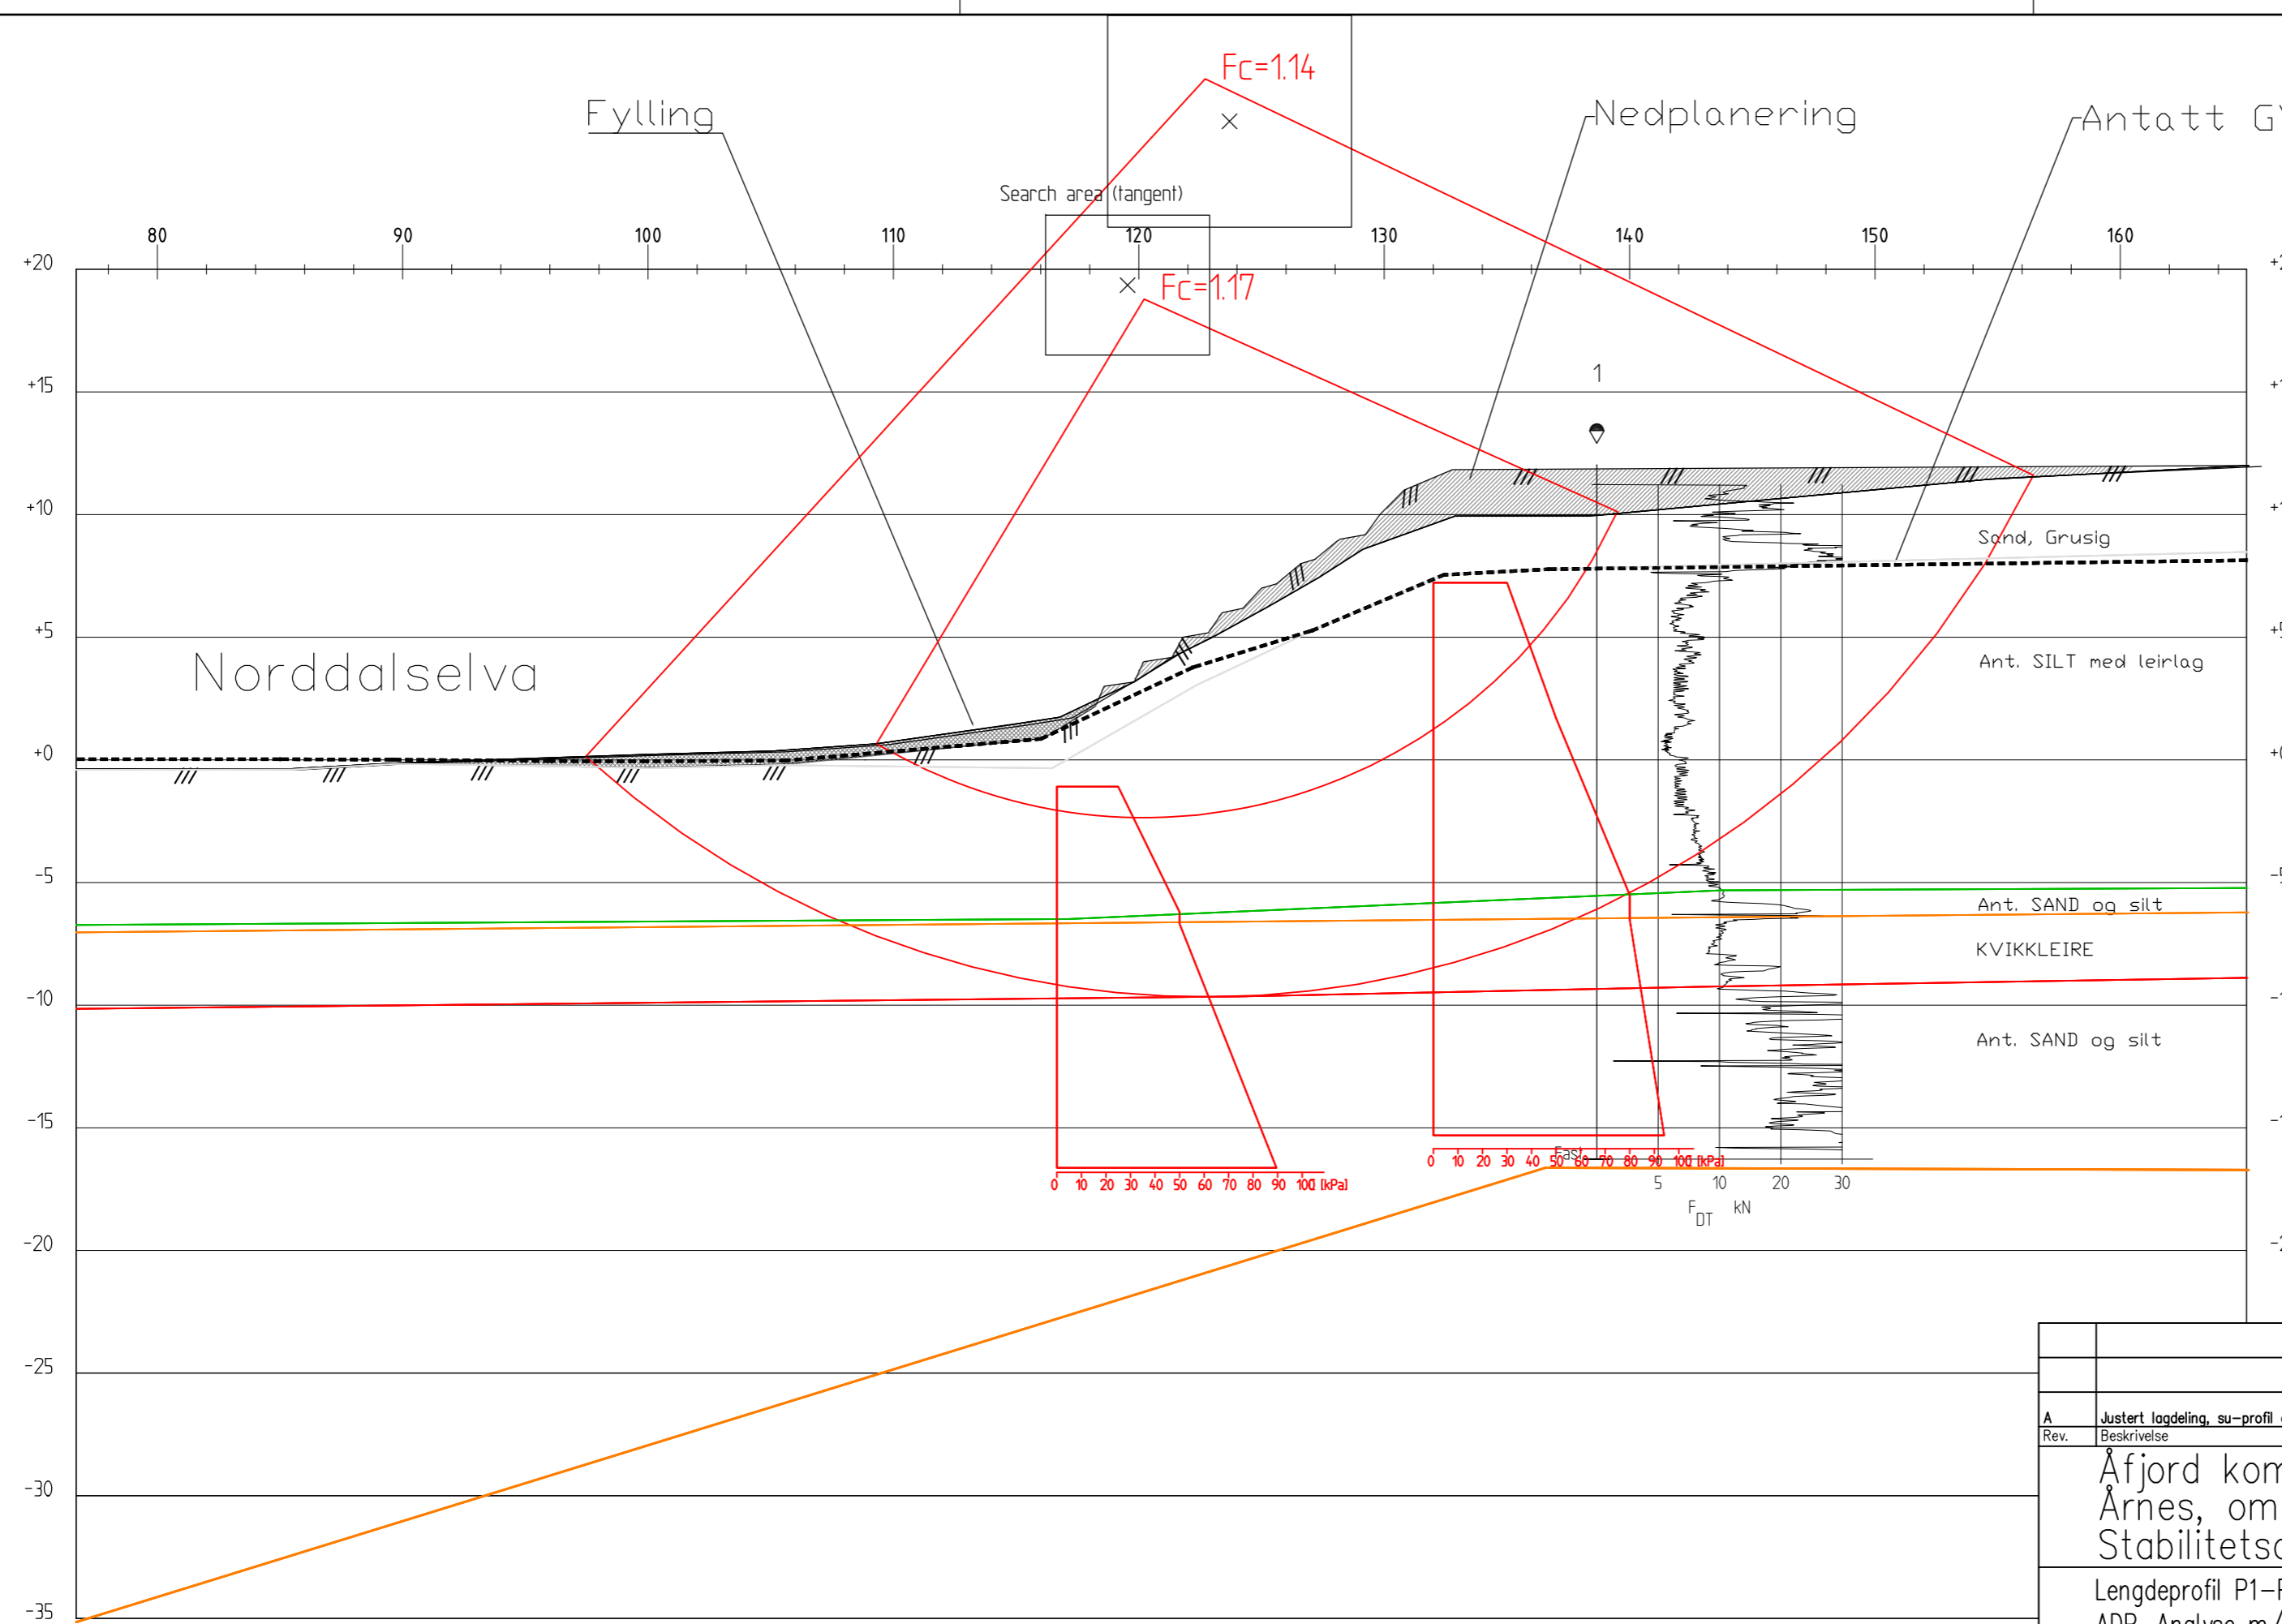 Fc=1.14
Fylling
Nedplanering
Antatt
Search area (tangent)
80 90 100 110 120 130 140 150 160
+20
Fc=1.17
+15
1
+10
Sand, Grusig
+5
Ant. SILT med leirlag
Norddalselva
+0
-5
Ant. SAND og silt
KVIKKLEIRE
-10
Ant. SAND og silt
-15
0 10 20 30 40 50 60 70 80 90 100 [kPa]
0 10 20 30 40 50 60 70 80 90 100 [kPa]
5 10 20 30
F DT kN
-20
-25
-30
-35
A Justert lagdeling, su-profil
Rev. Beskrivelse
Åfjord
Årnes,
Lengdeprofil